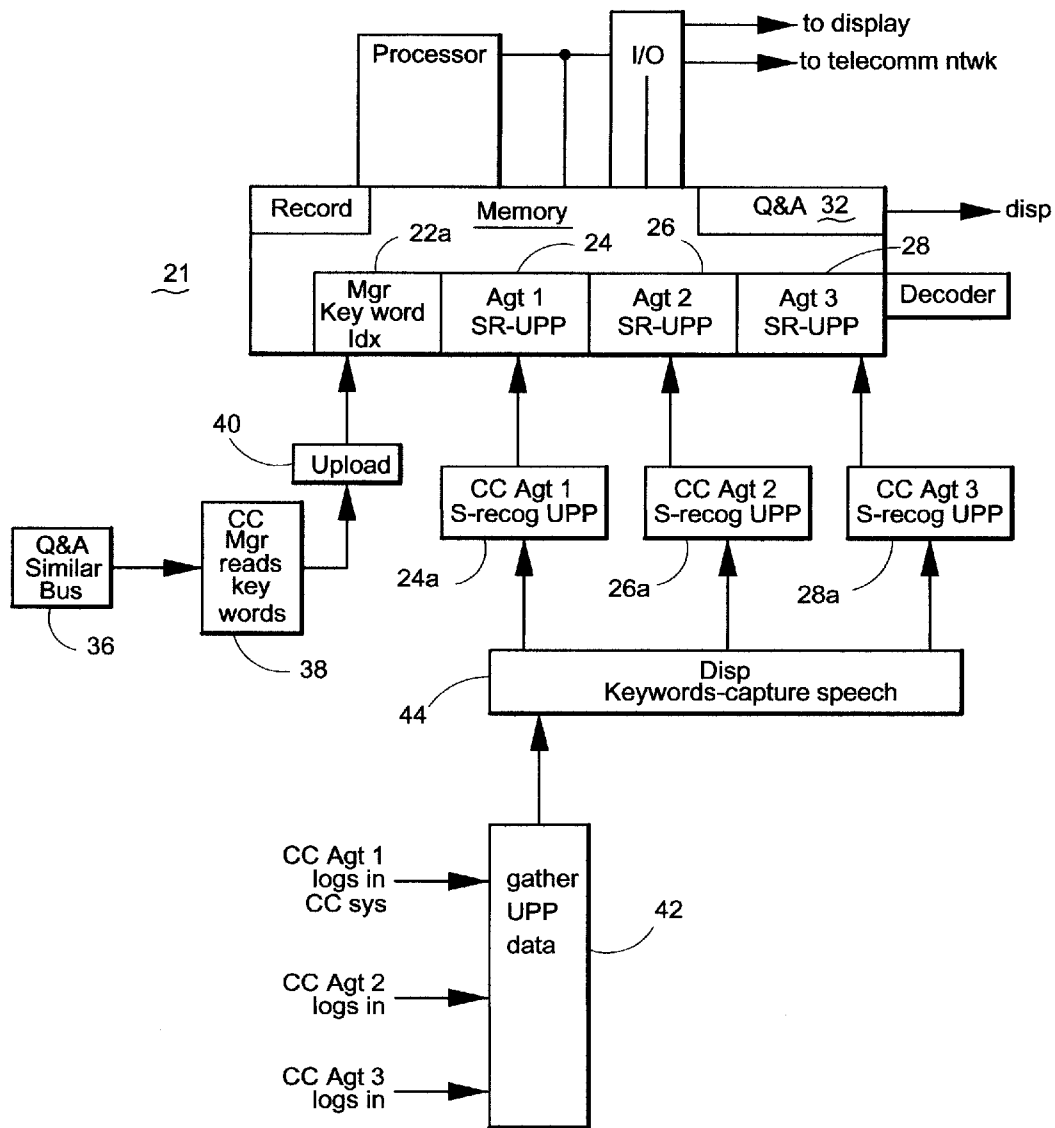 to display
Processor
I/O
to telecomm ntwk
Record
Memory
Q&A 32
disp
22a
24
26
28
21
Mgr
Key word
Idx
Agt 1
SR-UPP
Agt 2
SR-UPP
Agt 3
SR-UPP
Decoder
40
Upload
CC Agt 1
S-recog UPP
CC Agt 2
S-recog UPP
CC Agt 3
S-recog UPP
Q&A
Similar
Bus
CC
Mgr
reads
key
words
24a
26a
28a
36
38
Disp
Keywords-capture speech
44
CC Agt 1
logs in
CC sys
gather
UPP
data
42
CC Agt 2
logs in
CC Agt 3
logs in